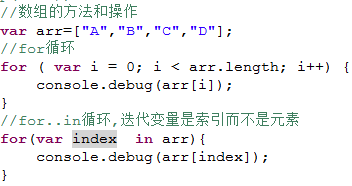 //数组的方法和操作
var arr=["A","B","C","D"];
//for循环
for ( var i = 0; i < arr.length; i++) {
    console.debug(arr[i]);
}
//for..in循环,迭代变量是索引而不是元素
for(var index  in arr){
    console.debug(arr[index]);
}